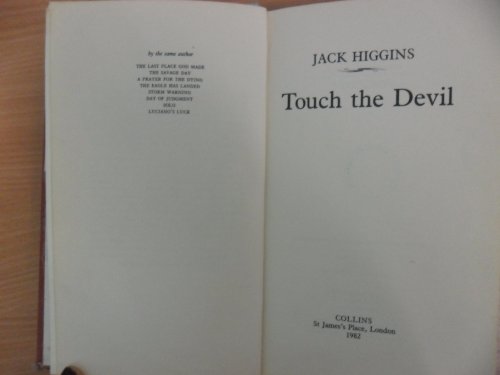 by the same author
THE LAST PLACE GOD MADE
THE SAVAGE DAY
A PRAYER FOR THE DYING
THE EAGLE HAS LANDED
STORM WARNING
DAY OF JUDGMENT
SOLO
LUCIANO'S LUCK
JACK HIGGINS
Touch the Devil
COLLINS
St James's Place, London
1982